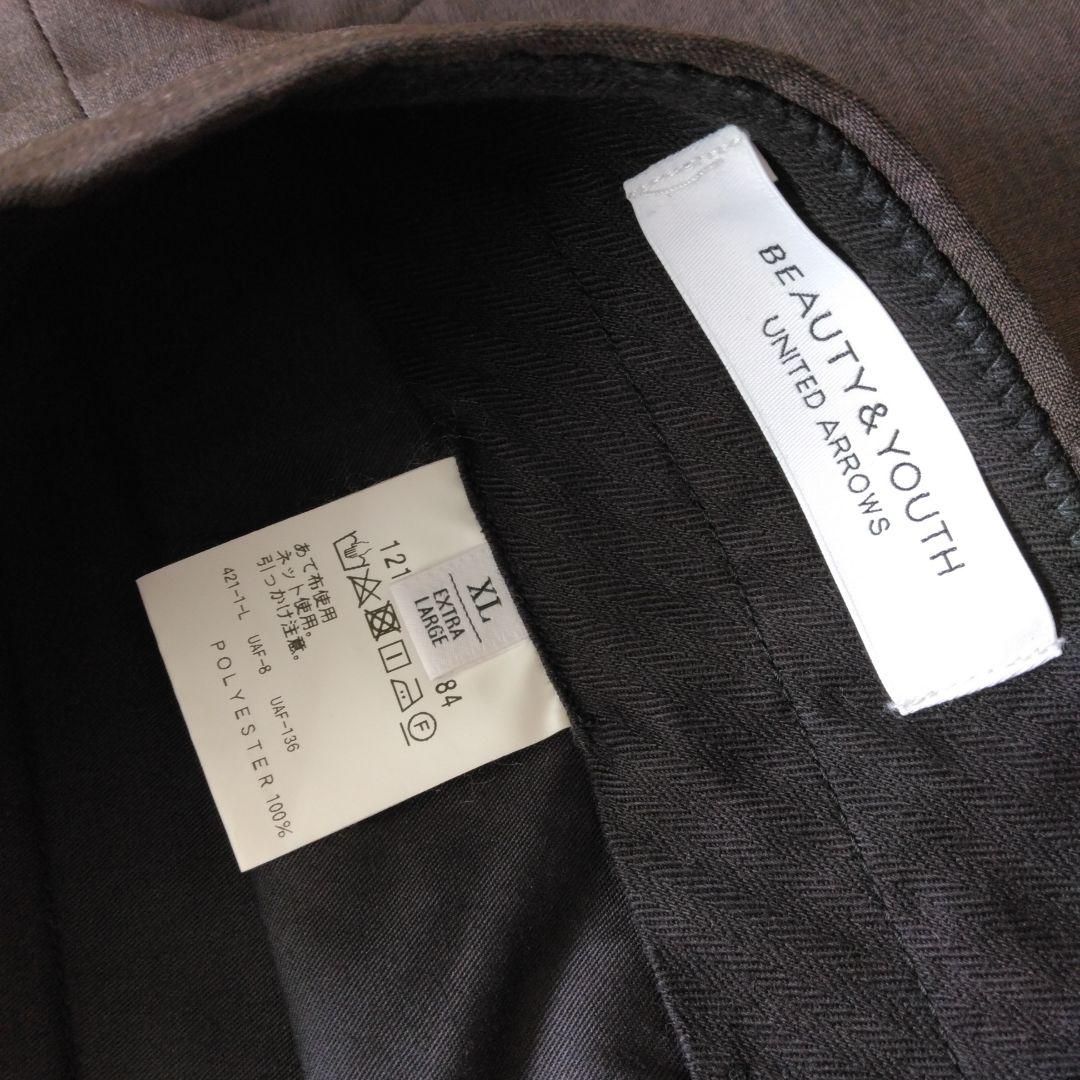 BEAUTY&YOUTH
UNITED ARROWS
XL
EXTRA
LARGE
121
84
F
あて布使用
ネット使用。
引っかけ注意。
421-1-L UAF-8 UAF-136
POLYESTER 100%